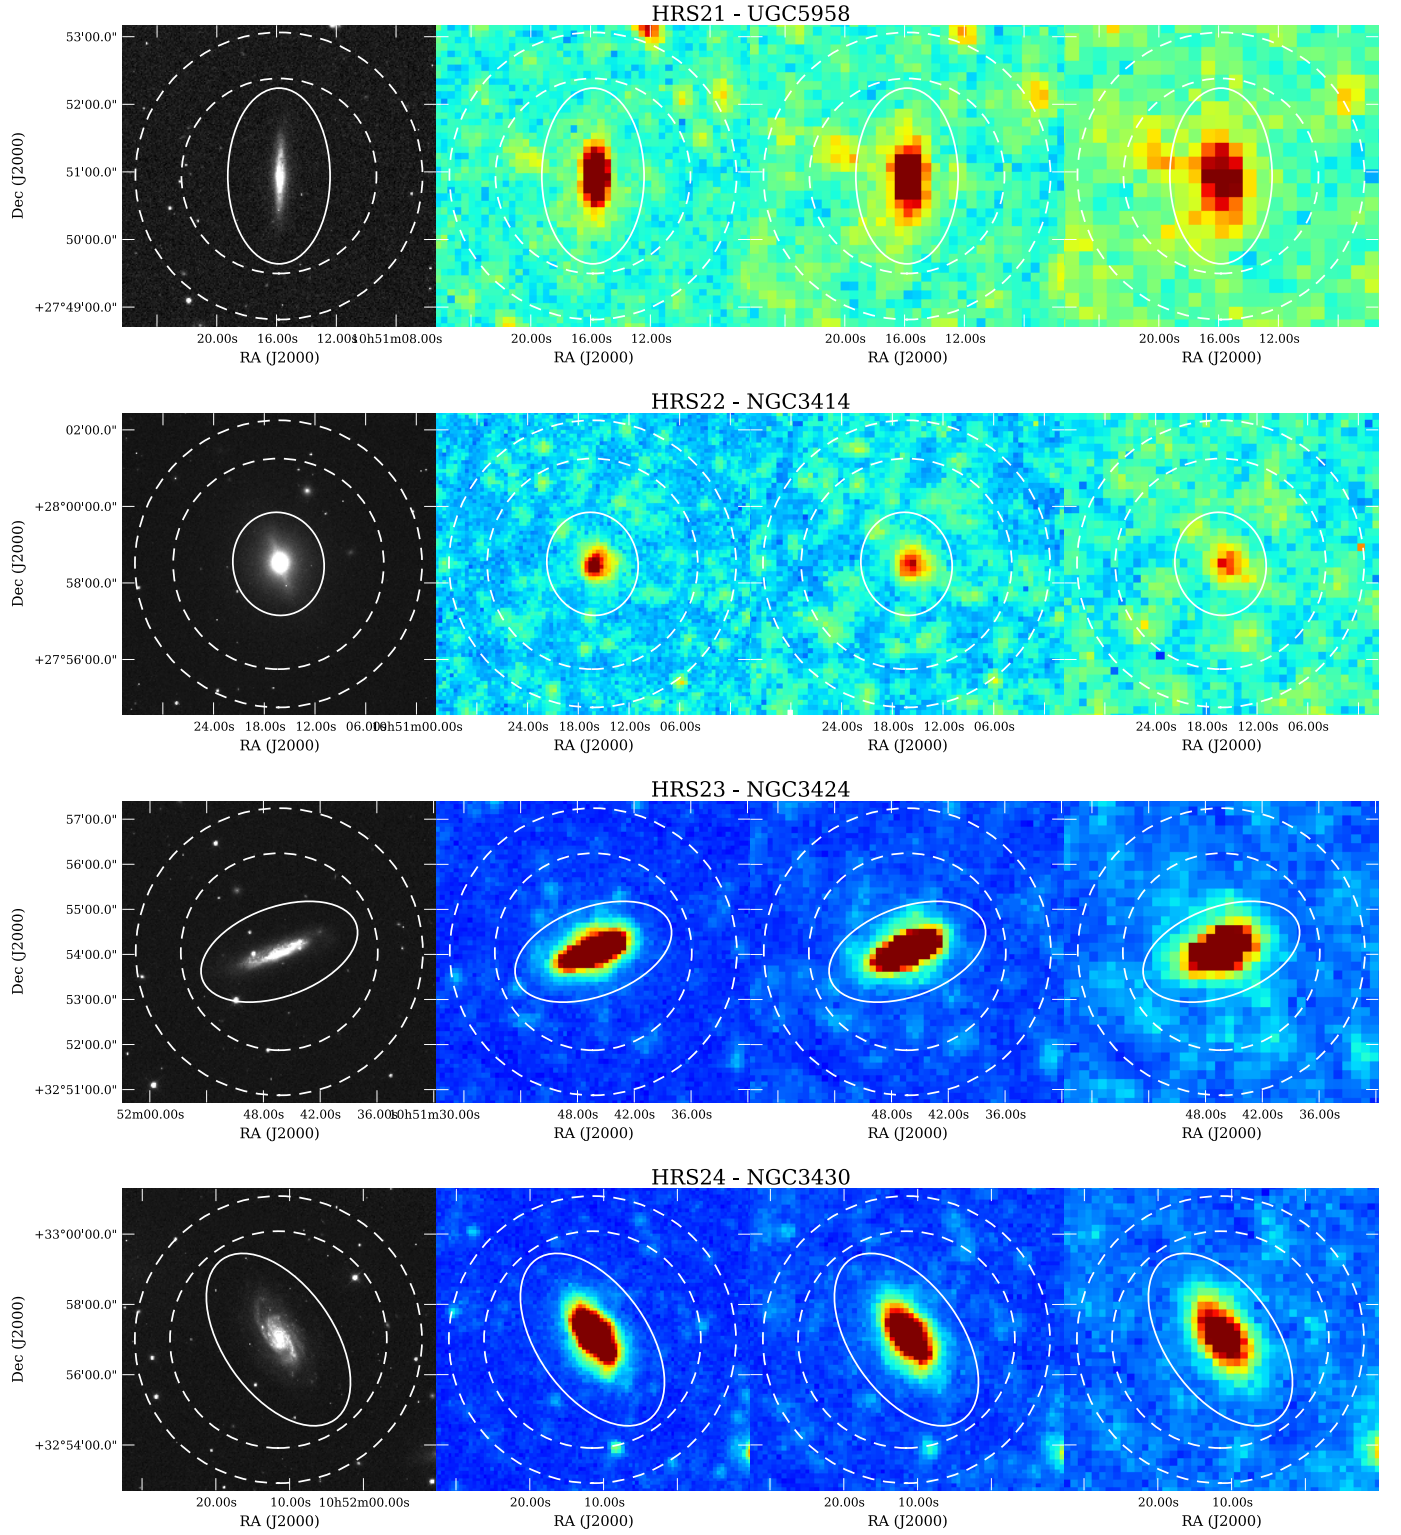 HRS21 - UGC5958
53'00.0"
52'00.0"
51'00.0"
50'00.0"
+27°49'00.0"
Dec (J2000)
20.00s 16.00s 12.00s 10h51m08.00s 20.00s 16.00s 12.00s 20.00s 16.00s 12.00s 20.00s 16.00s 12.00s
RA (J2000) RA (J2000) RA (J2000) RA (J2000)
HRS22 - NGC3414
02'00.0"
+28°00'00.0"
58'00.0"
+27°56'00.0"
Dec (J2000)
24.00s 18.00s 12.00s 06.00s 10h51m00.00s 24.00s 18.00s 12.00s 06.00s 24.00s 18.00s 12.00s 06.00s 24.00s 18.00s 12.00s 06.00s
RA (J2000) RA (J2000) RA (J2000) RA (J2000)
HRS23 - NGC3424
57'00.0"
56'00.0"
55'00.0"
54'00.0"
53'00.0"
52'00.0"
+32°51'00.0"
Dec (J2000)
52m00.00s 48.00s 42.00s 36.00s 10h51m30.00s 48.00s 42.00s 36.00s 48.00s 42.00s 36.00s 48.00s 42.00s 36.00s
RA (J2000) RA (J2000) RA (J2000) RA (J2000)
HRS24 - NGC3430
+33°00'00.0"
58'00.0"
56'00.0"
+32°54'00.0"
Dec (J2000)
20.00s 10.00s 10h52m00.00s 20.00s 10.00s 20.00s 10.00s 20.00s 10.00s
RA (J2000) RA (J2000) RA (J2000) RA (J2000)